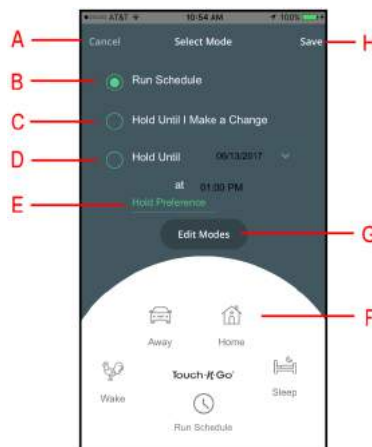 AT&T 10:54 AM 100%
A Cancel Select Mode Save H
B Run Schedule
C Hold Until I Make a Change
D Hold Until 06/13/2017
at 01:00 PM
E Hold Preference
Edit Modes G
F
Away Home
Touch-N-Go
Wake Sleep
Run Schedule